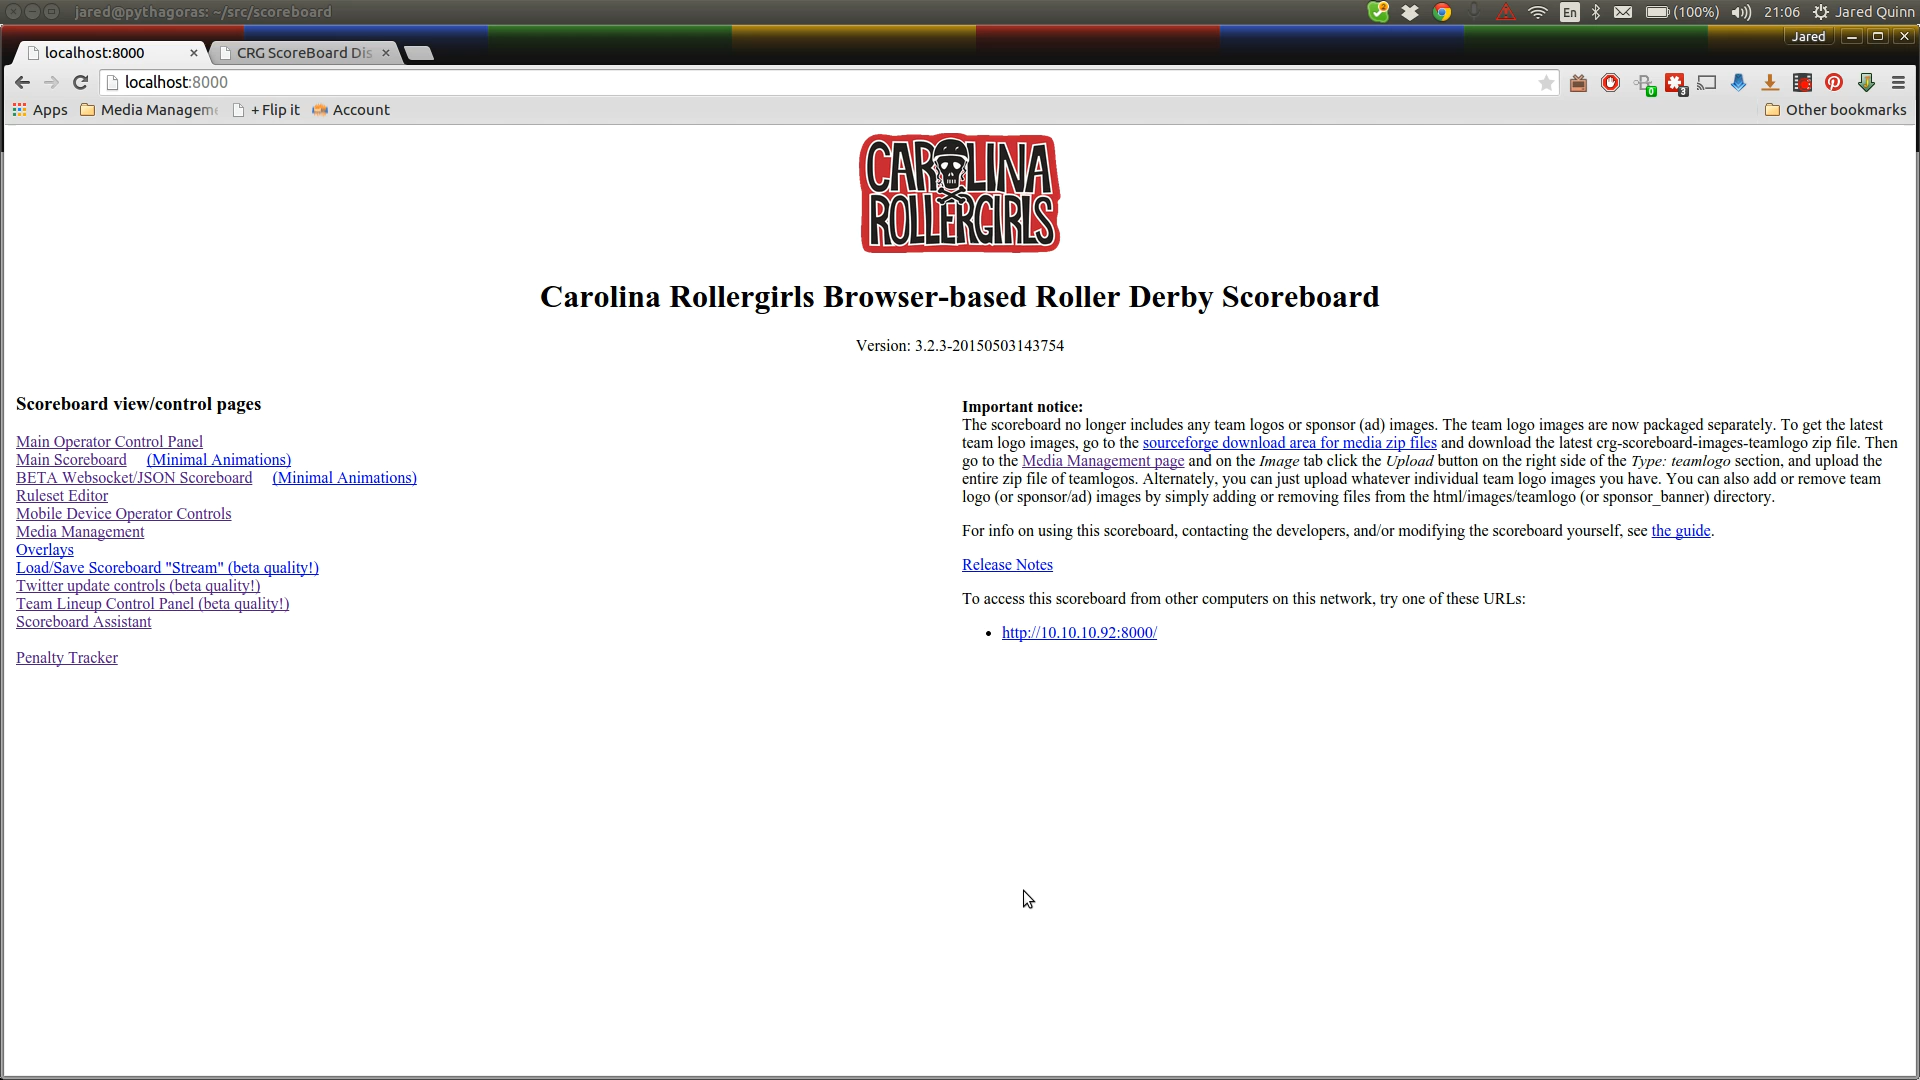 jared@pythagoras: ~/src/scoreboard
En
(100%)
21:06
Jared Quinn
localhost:8000
CRG ScoreBoard Dis
Jared
localhost:8000
0
3
Apps
Media Manageme
+Flip it
Account
Other bookmarks
CAROLINA
ROLLERGIRLS
Carolina Rollergirls Browser-based Roller Derby Scoreboard
Version: 3.2.3-20150503143754
Scoreboard view/control pages
Main Operator Control Panel
Main Scoreboard (Minimal Animations)
BETA Websocket/JSON Scoreboard (Minimal Animations)
Ruleset Editor
Mobile Device Operator Controls
Media Management
Overlays
Load/Save Scoreboard "Stream" (beta quality!)
Twitter update controls (beta quality!)
Team Lineup Control Panel (beta quality!)
Scoreboard Assistant
Penalty Tracker
Important notice:
The scoreboard no longer includes any team logos or sponsor (ad) images. The team logo images are now packaged separately. To get the latest
team logo images, go to the sourceforge download area for media zip files and download the latest crg-scoreboard-images-teamlogo zip file. Then
go to the Media Management page and on the Image tab click the Upload button on the right side of the Type: teamlogo section, and upload the
entire zip file of teamlogos. Alternately, you can just upload whatever individual team logo images you have. You can also add or remove team
logo (or sponsor/ad) images by simply adding or removing files from the html/images/teamlogo (or sponsor_banner) directory.
For info on using this scoreboard, contacting the developers, and/or modifying the scoreboard yourself, see the guide.
Release Notes
To access this scoreboard from other computers on this network, try one of these URLs:
http://10.10.10.92:8000/